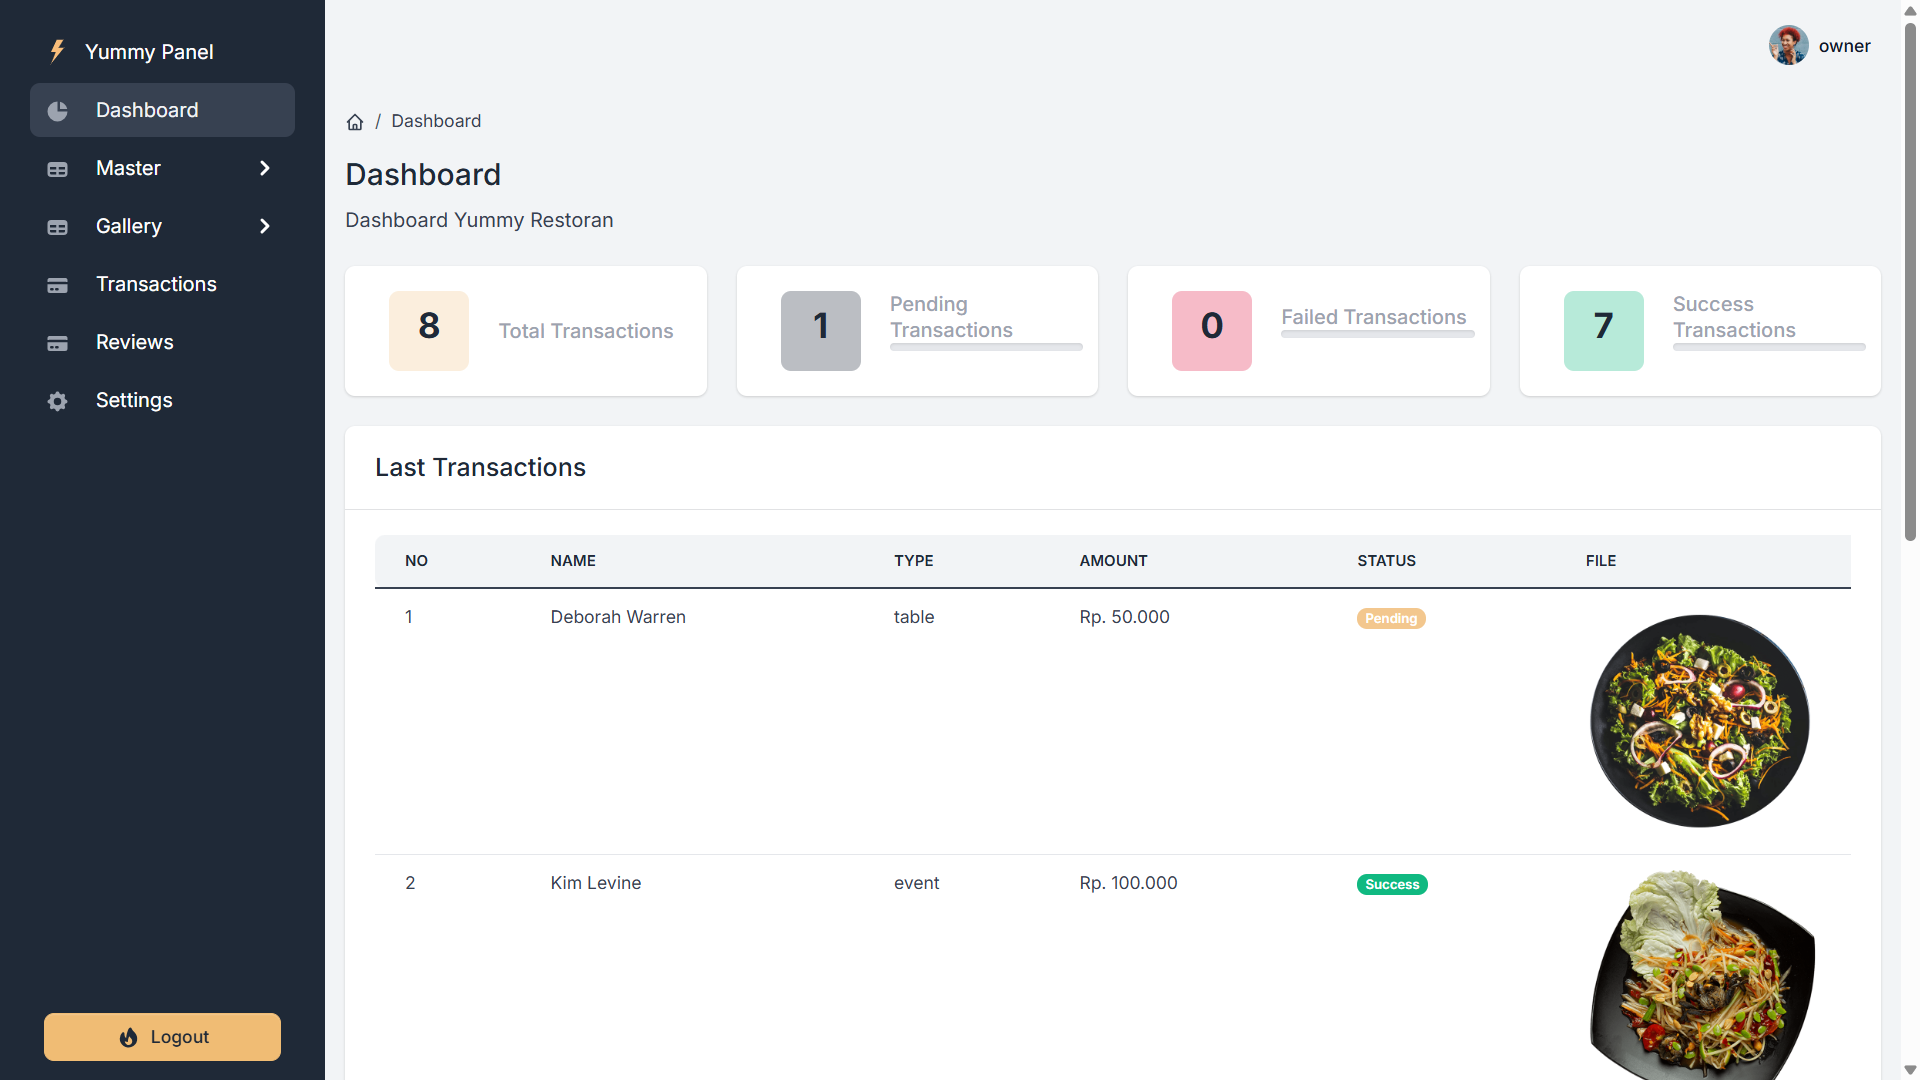 Yummy Panel
Dashboard
Master
Gallery
Transactions
Reviews
Settings
Logout
owner
/ Dashboard
Dashboard
Dashboard Yummy Restoran
8 Total Transactions
1 Pending
Transactions
0 Failed Transactions
7 Success
Transactions
Last Transactions
NO NAME TYPE AMOUNT STATUS FILE
1 Deborah Warren table Rp. 50.000 Pending
2 Kim Levine event Rp. 100.000 Success